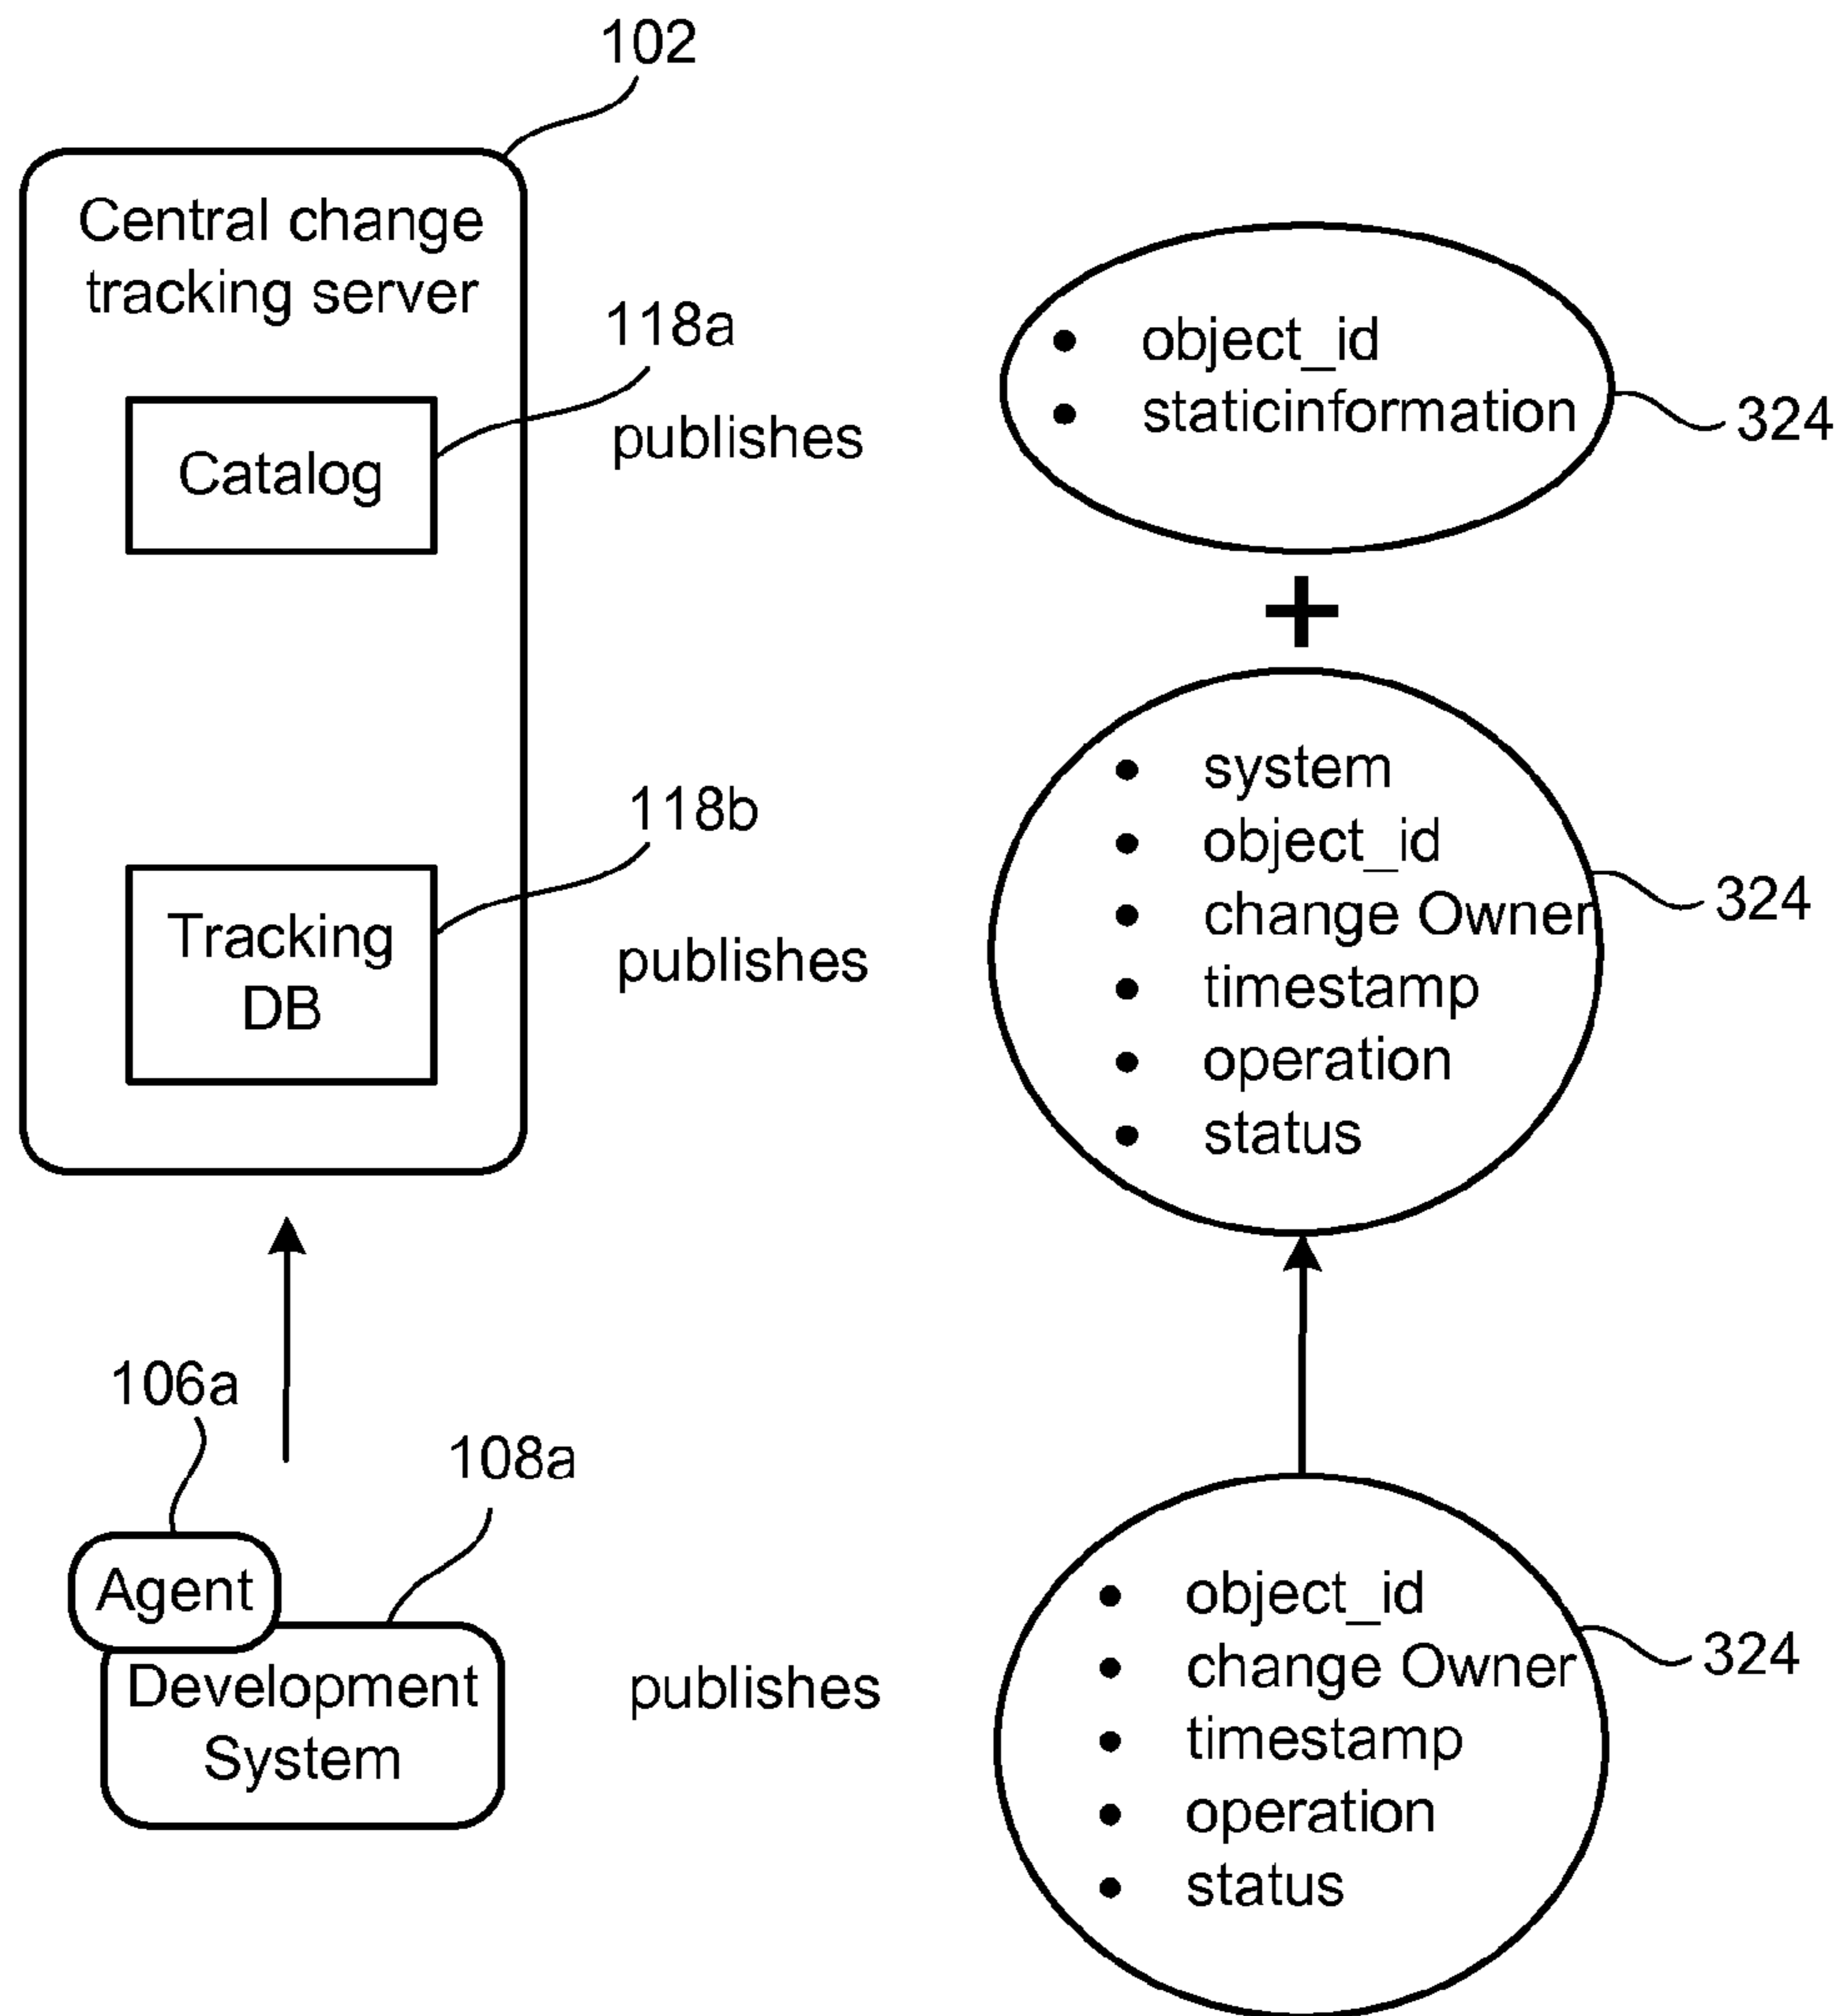 102
Central change
tracking server
118a
Catalog
publishes
• object_id
• staticinformation
324
+
118b
Tracking
DB
publishes
• system
• object_id
• change Owner
• timestamp
• operation
• status
324
106a
108a
Agent
Development
System
publishes
• object_id
• change Owner
• timestamp
• operation
• status
324